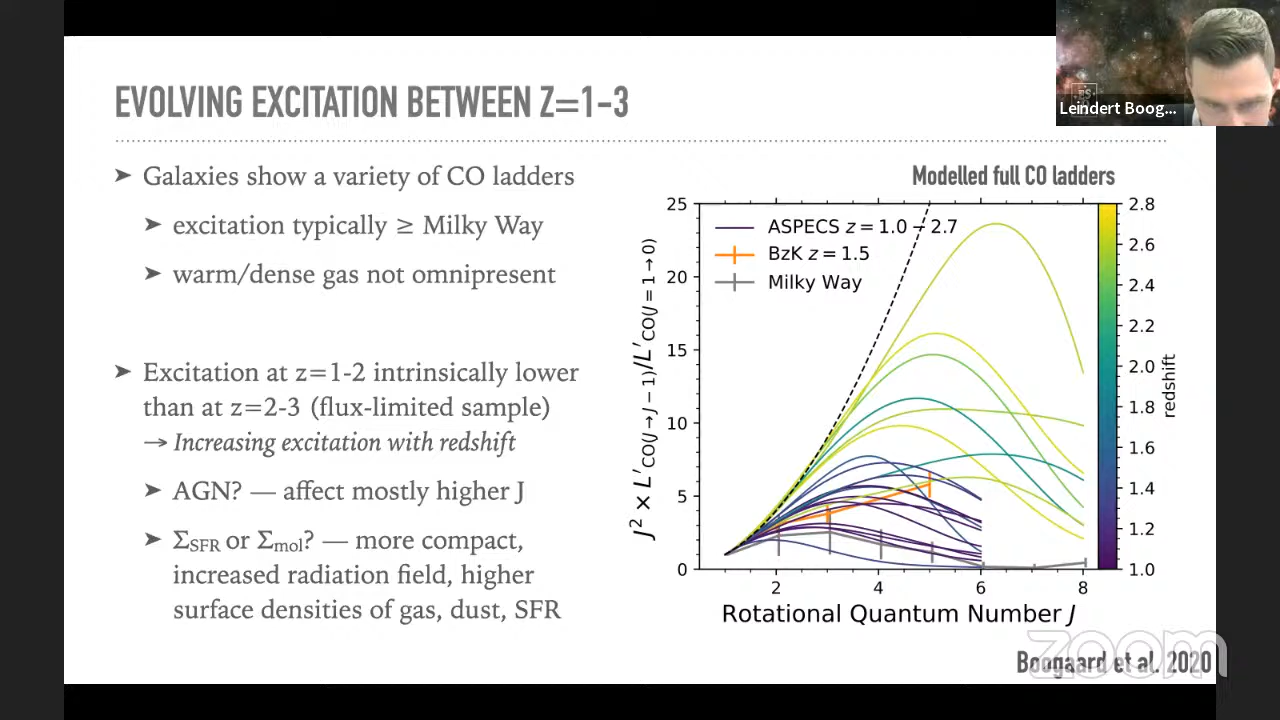 EVOLVING EXCITATION BETWEEN Z=1-3
Leindert Boog...
➤ Galaxies show a variety of CO ladders
➤ excitation typically ≥ Milky Way
➤ warm/dense gas not omnipresent
➤ Excitation at z=1-2 intrinsically lower
than at z=2-3 (flux-limited sample)
→ Increasing excitation with redshift
➤ AGN? — affect mostly higher J
➤ Σ_SFR or Σ_mol? — more compact,
increased radiation field, higher
surface densities of gas, dust, SFR
Modelled full CO ladders
ASPECS z = 1.0 − 2.7
BzK z = 1.5
Milky Way
25
20
15
10
5
0
J² × L′CO(J→J−1)/L′CO(J=1→0)
2 4 6 8
Rotational Quantum Number J
2.8
2.6
2.4
2.2
2.0
1.8
1.6
1.4
1.2
1.0
redshift
Boogaard et al. 2020
zoom